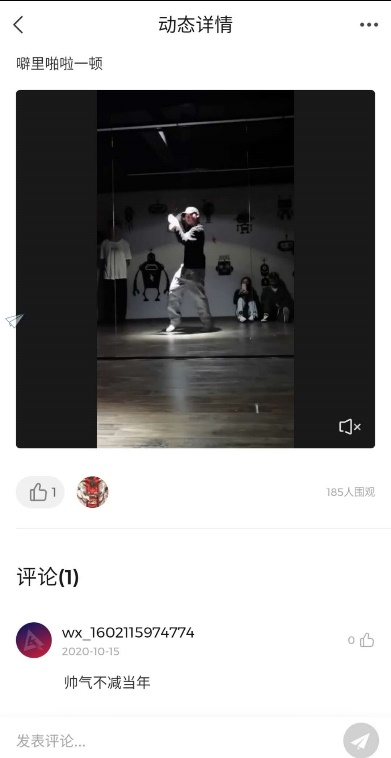 动态详情
噼里啪啦一顿
1
185人围观
评论(1)
wx_1602115974774
0
2020-10-15
帅气不减当年
发表评论...